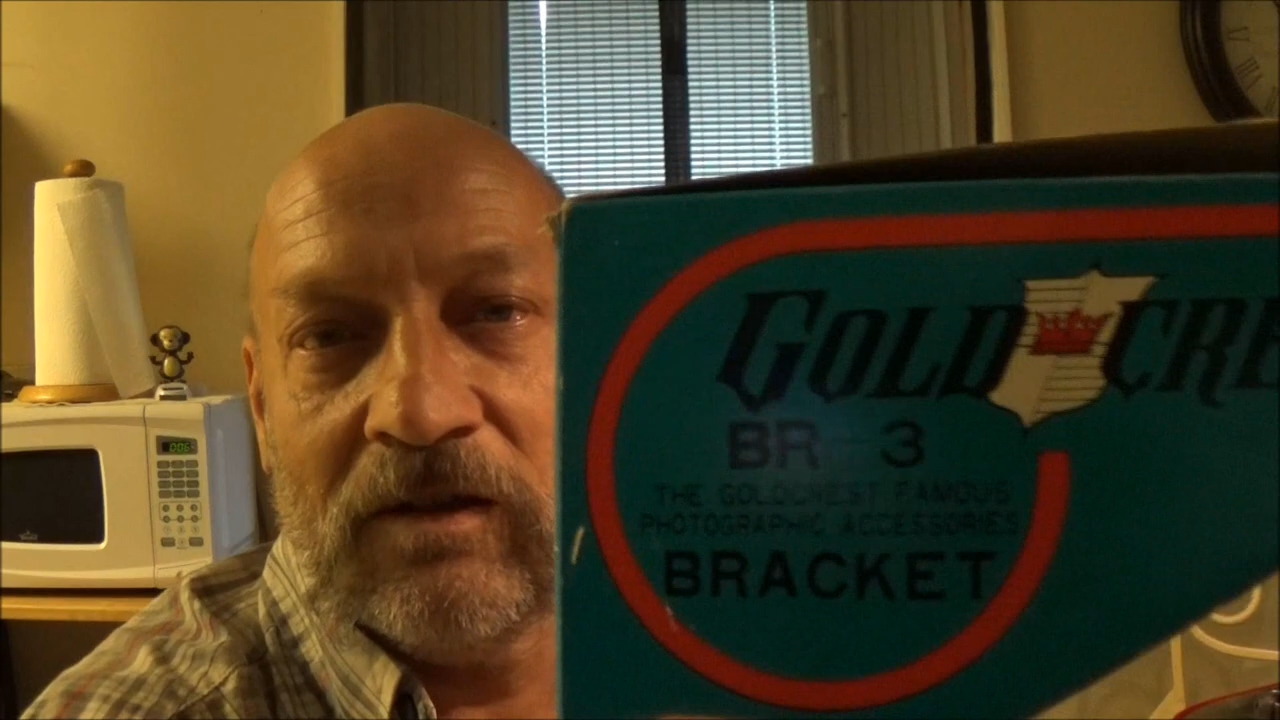 GOLD CRE
BR-3
THE GOLDCREST FAMOUS
PHOTOGRAPHIC ACCESSORIES
BRACKET